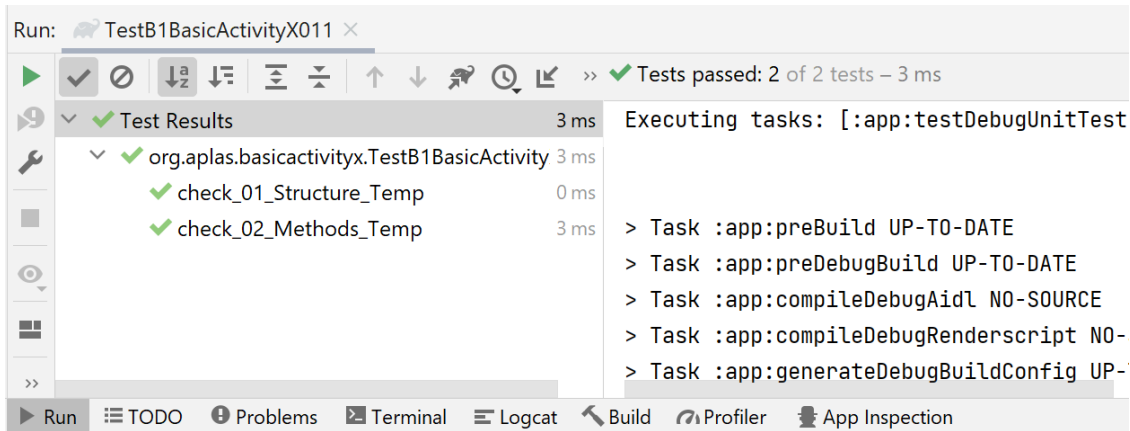 Run: TestB1BasicActivityX011
Tests passed: 2 of 2 tests – 3 ms
Test Results 3 ms
org.aplas.basicactivityx.TestB1BasicActivity 3 ms
check_01_Structure_Temp 0 ms
check_02_Methods_Temp 3 ms
Executing tasks: [:app:testDebugUnitTest
> Task :app:preBuild UP-TO-DATE
> Task :app:preDebugBuild UP-TO-DATE
> Task :app:compileDebugAidl NO-SOURCE
> Task :app:compileDebugRenderscript NO-
> Task :app:generateDebugBuildConfig UP-
Run TODO Problems Terminal Logcat Build Profiler App Inspection